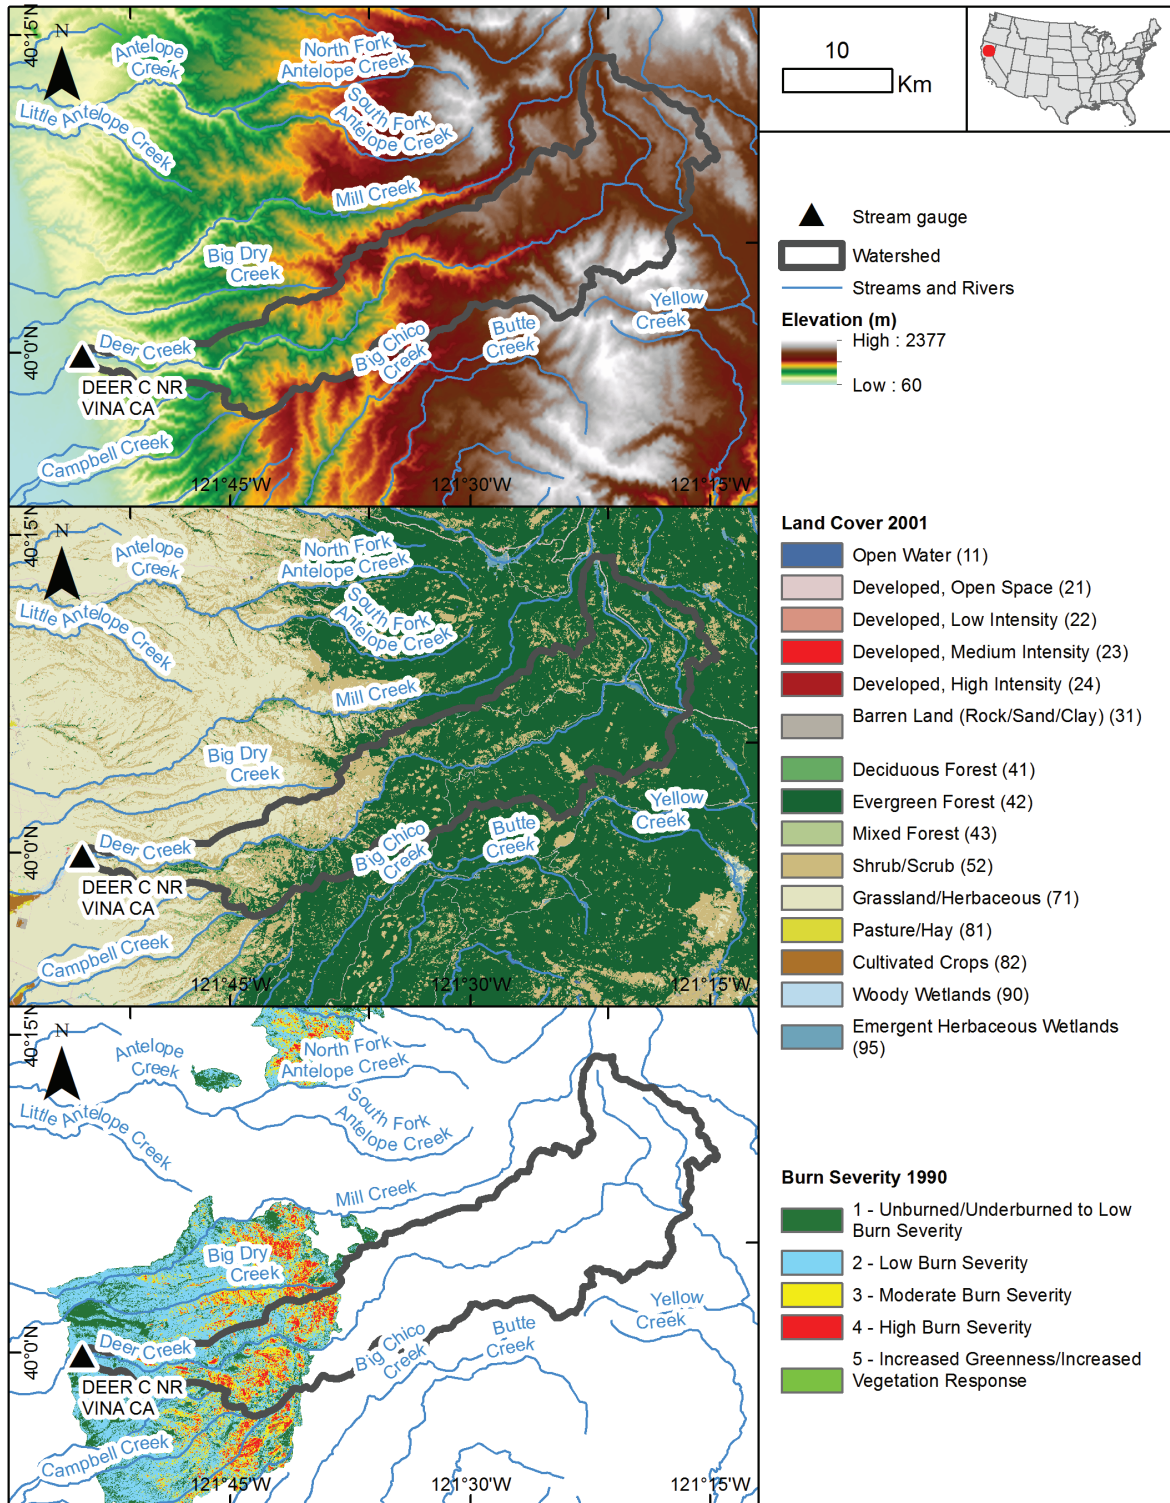 40°15'N
N
Antelope
Creek
North Fork
Antelope Creek
Little Antelope Creek
South Fork
Antelope Creek
Mill Creek
Big Dry
Creek
Yellow
Creek
Butte
Creek
Big Chico
Creek
Deer Creek
40°0'N
DEER C NR
VINA CA
Campbell Creek
121°45'W
121°30'W
121°15'W
10
Km
Stream gauge
Watershed
Streams and Rivers
Elevation (m)
High : 2377
Low : 60
40°15'N
N
Antelope
Creek
North Fork
Antelope Creek
Little Antelope Creek
South Fork
Antelope Creek
Mill Creek
Big Dry
Creek
Yellow
Creek
Butte
Creek
Big Chico
Creek
Deer Creek
40°0'N
DEER C NR
VINA CA
Campbell Creek
121°45'W
121°30'W
121°15'W
Land Cover 2001
Open Water (11)
Developed, Open Space (21)
Developed, Low Intensity (22)
Developed, Medium Intensity (23)
Developed, High Intensity (24)
Barren Land (Rock/Sand/Clay) (31)
Deciduous Forest (41)
Evergreen Forest (42)
Mixed Forest (43)
Shrub/Scrub (52)
Grassland/Herbaceous (71)
Pasture/Hay (81)
Cultivated Crops (82)
Woody Wetlands (90)
Emergent Herbaceous Wetlands
(95)
40°15'N
N
Antelope
Creek
North Fork
Antelope Creek
Little Antelope Creek
South Fork
Antelope Creek
Mill Creek
Big Dry
Creek
Yellow
Creek
Butte
Creek
Big Chico
Creek
Deer Creek
40°0'N
DEER C NR
VINA CA
Campbell Creek
121°45'W
121°30'W
121°15'W
Burn Severity 1990
1 - Unburned/Underburned to Low
Burn Severity
2 - Low Burn Severity
3 - Moderate Burn Severity
4 - High Burn Severity
5 - Increased Greenness/Increased
Vegetation Response